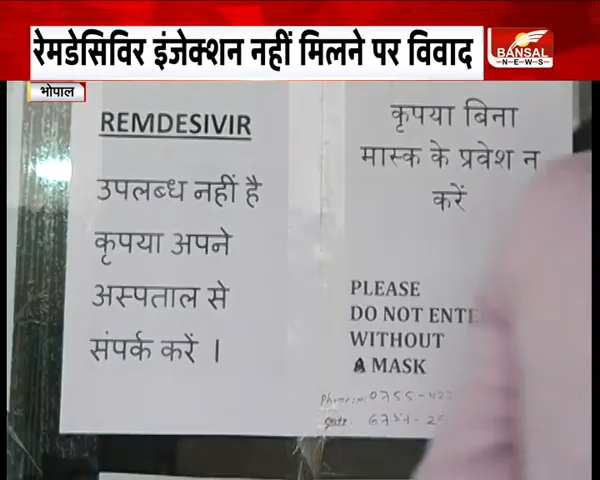 रेमडेसिविर इंजेक्शन नहीं मिलने पर विवाद
BANSAL
NEWS
भोपाल
REMDESIVIR
उपलब्ध नहीं है
कृपया अपने
अस्पताल से
संपर्क करें ।
कृपया बिना
मास्क के प्रवेश न
करें
PLEASE
DO NOT ENTE
WITHOUT
A MASK